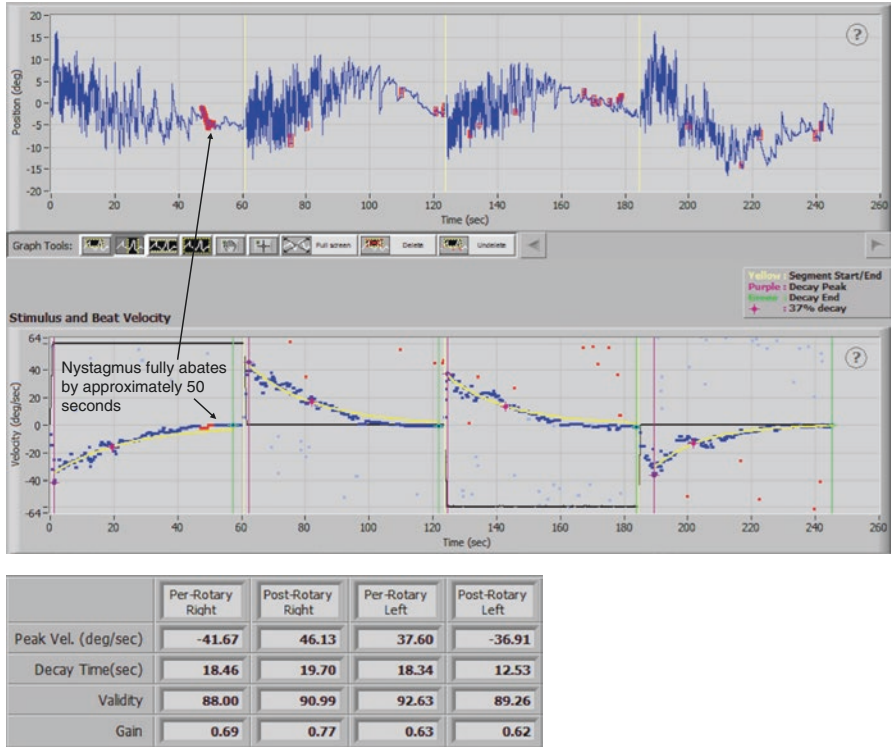 20
15
10
5
0
-5
-10
-15
-20
Position (deg)
?
0 20 40 60 80 100 120 140 160 180 200 220 240 260
Time (sec)
Graph Tools: Full screen Delete Undelete
Yellow : Segment Start/End
Purple : Decay Peak
Green : Decay End
: 37% decay
Stimulus and Beat Velocity
64
40
20
0
-20
-40
-64
Velocity (deg/sec)
?
Nystagmus fully abates
by approximately 50
seconds
0 20 40 60 80 100 120 140 160 180 200 220 240 260
Time (sec)
Per-Rotary Right Post-Rotary Right Per-Rotary Left Post-Rotary Left
Peak Vel. (deg/sec) -41.67 46.13 37.60 -36.91
Decay Time(sec) 18.46 19.70 18.34 12.53
Validity 88.00 90.99 92.63 89.26
Gain 0.69 0.77 0.63 0.62